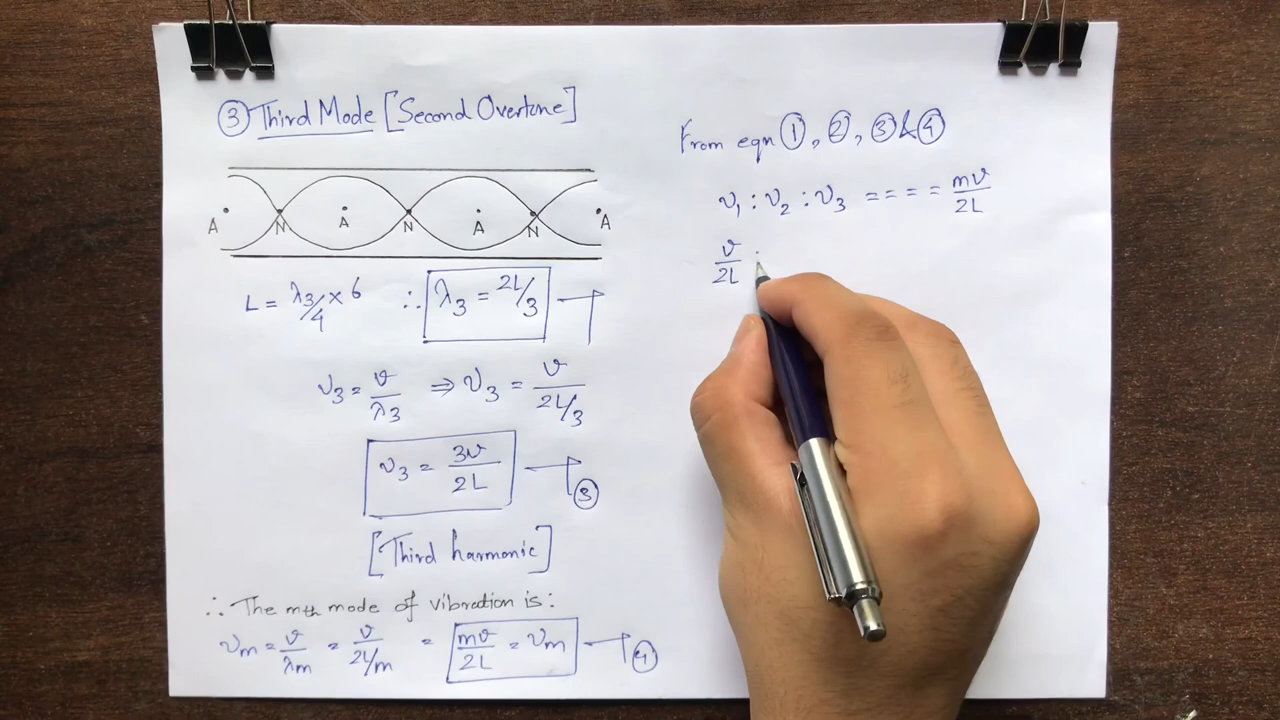 ③ Third Mode [Second Overtone]
A N A N A N A
L = λ₃/4 × 6 ∴ λ₃ = 2L/3
ν₃ = v/λ₃ ⇒ ν₃ = v/(2L/3)
ν₃ = 3v/2L ③
[Third harmonic]
∴ The mth mode of vibration is:
νm = v/λm = v/(2L/m) = mv/2L = νm ④
From eqn ①, ②, ③ & ④
ν₁ : ν₂ : ν₃ ==== mv/2L
v/2L :